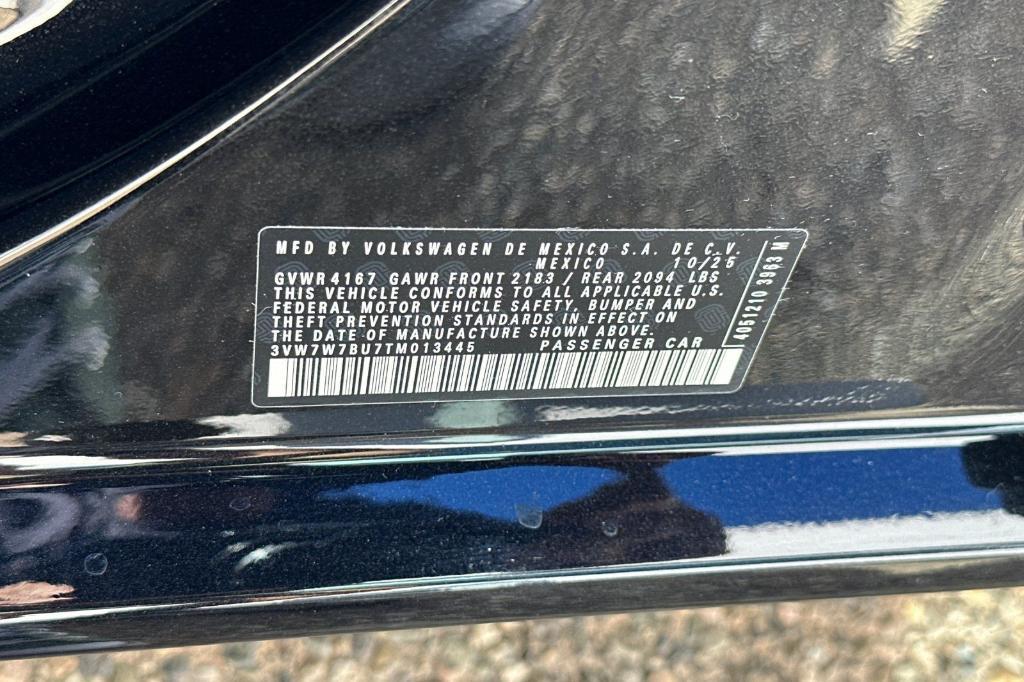 MFD BY VOLKSWAGEN DE MEXICO S.A. DE C.V.
MEXICO 10/25
GVWR 4167 GAWR FRONT 2183 / REAR 2094 LBS
THIS VEHICLE CONFORMS TO ALL APPLICABLE U.S.
FEDERAL MOTOR VEHICLE SAFETY, BUMPER AND
THEFT PREVENTION STANDARDS IN EFFECT ON
THE DATE OF MANUFACTURE SHOWN ABOVE.
3VW7W7BU7TM013445 PASSENGER CAR
4051210 3963 M